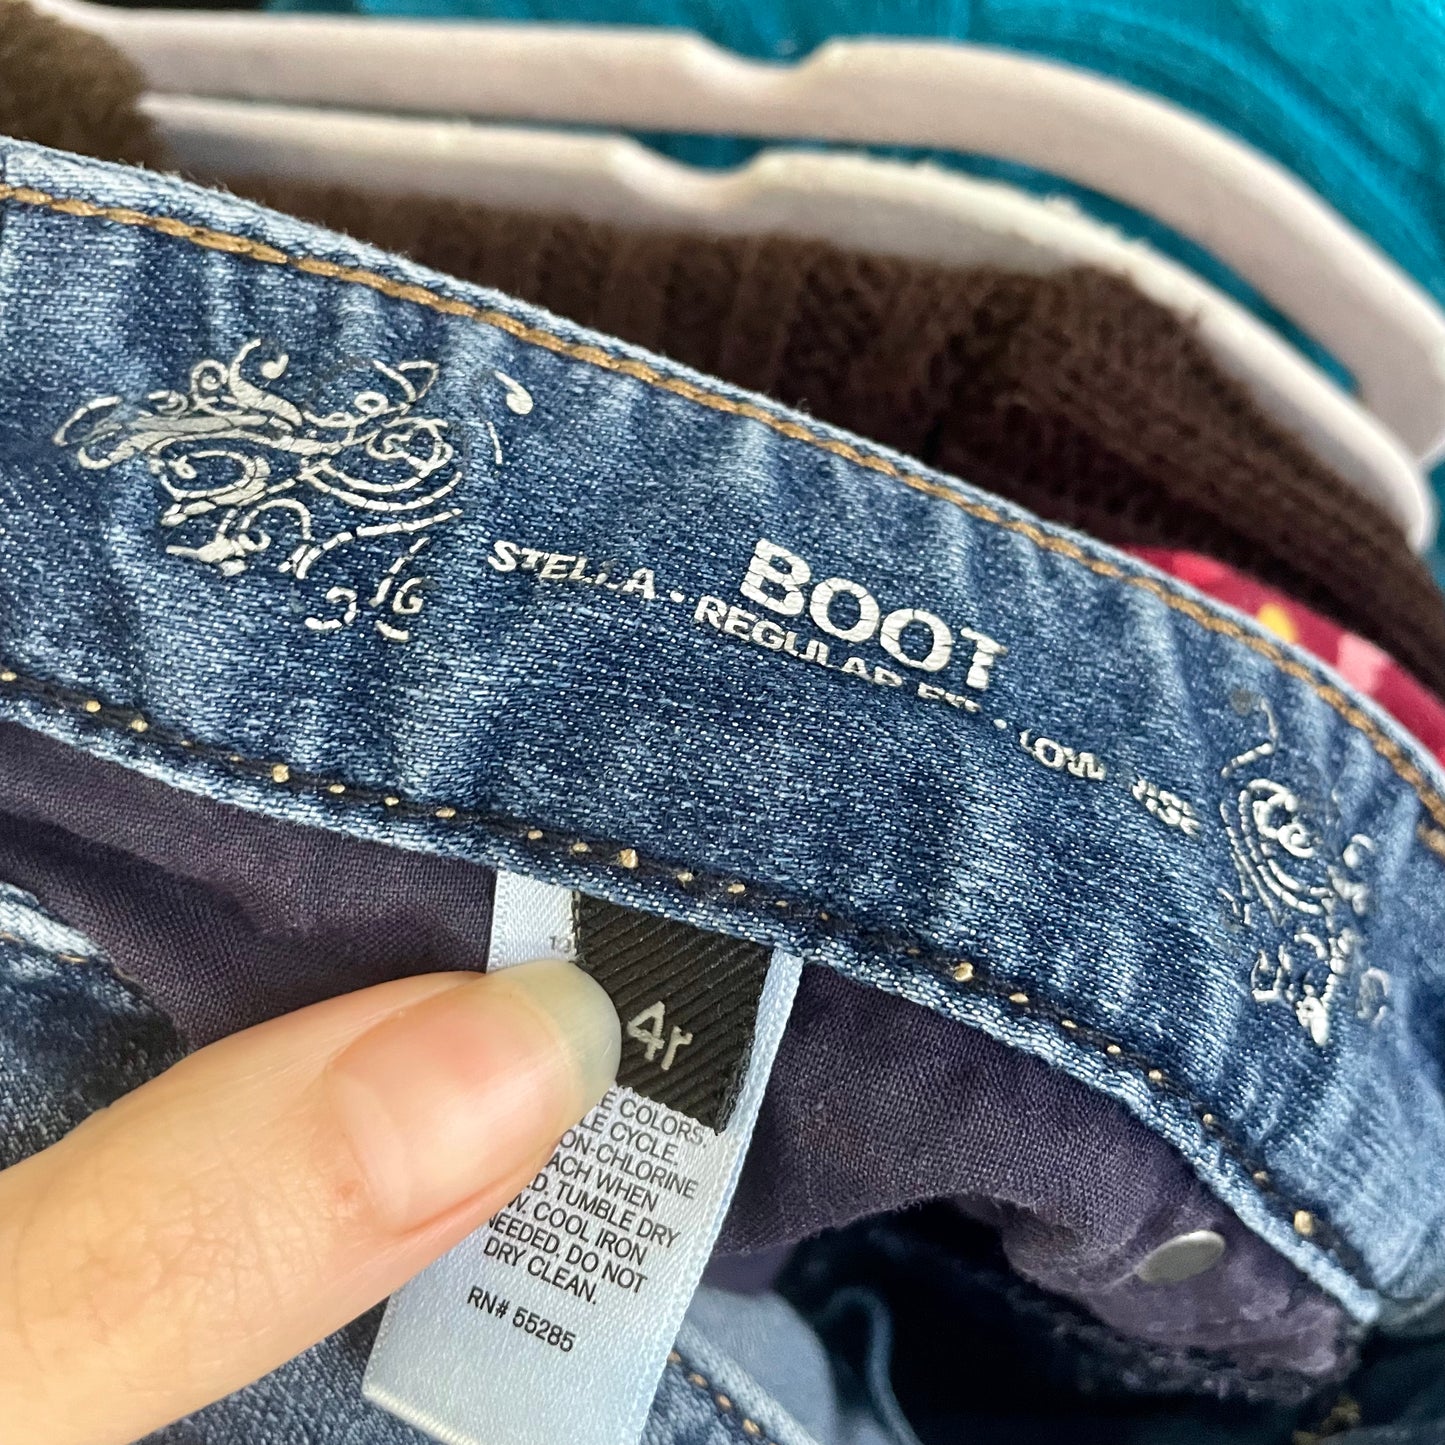 BOOT
STELLA • REGULAR FIT • LOW RISE
4r
COLORS,
CYCLE.
NON-CHLORINE
WHEN
TUMBLE DRY
COOL IRON
NEEDED. DO NOT
DRY CLEAN.
RN# 55285